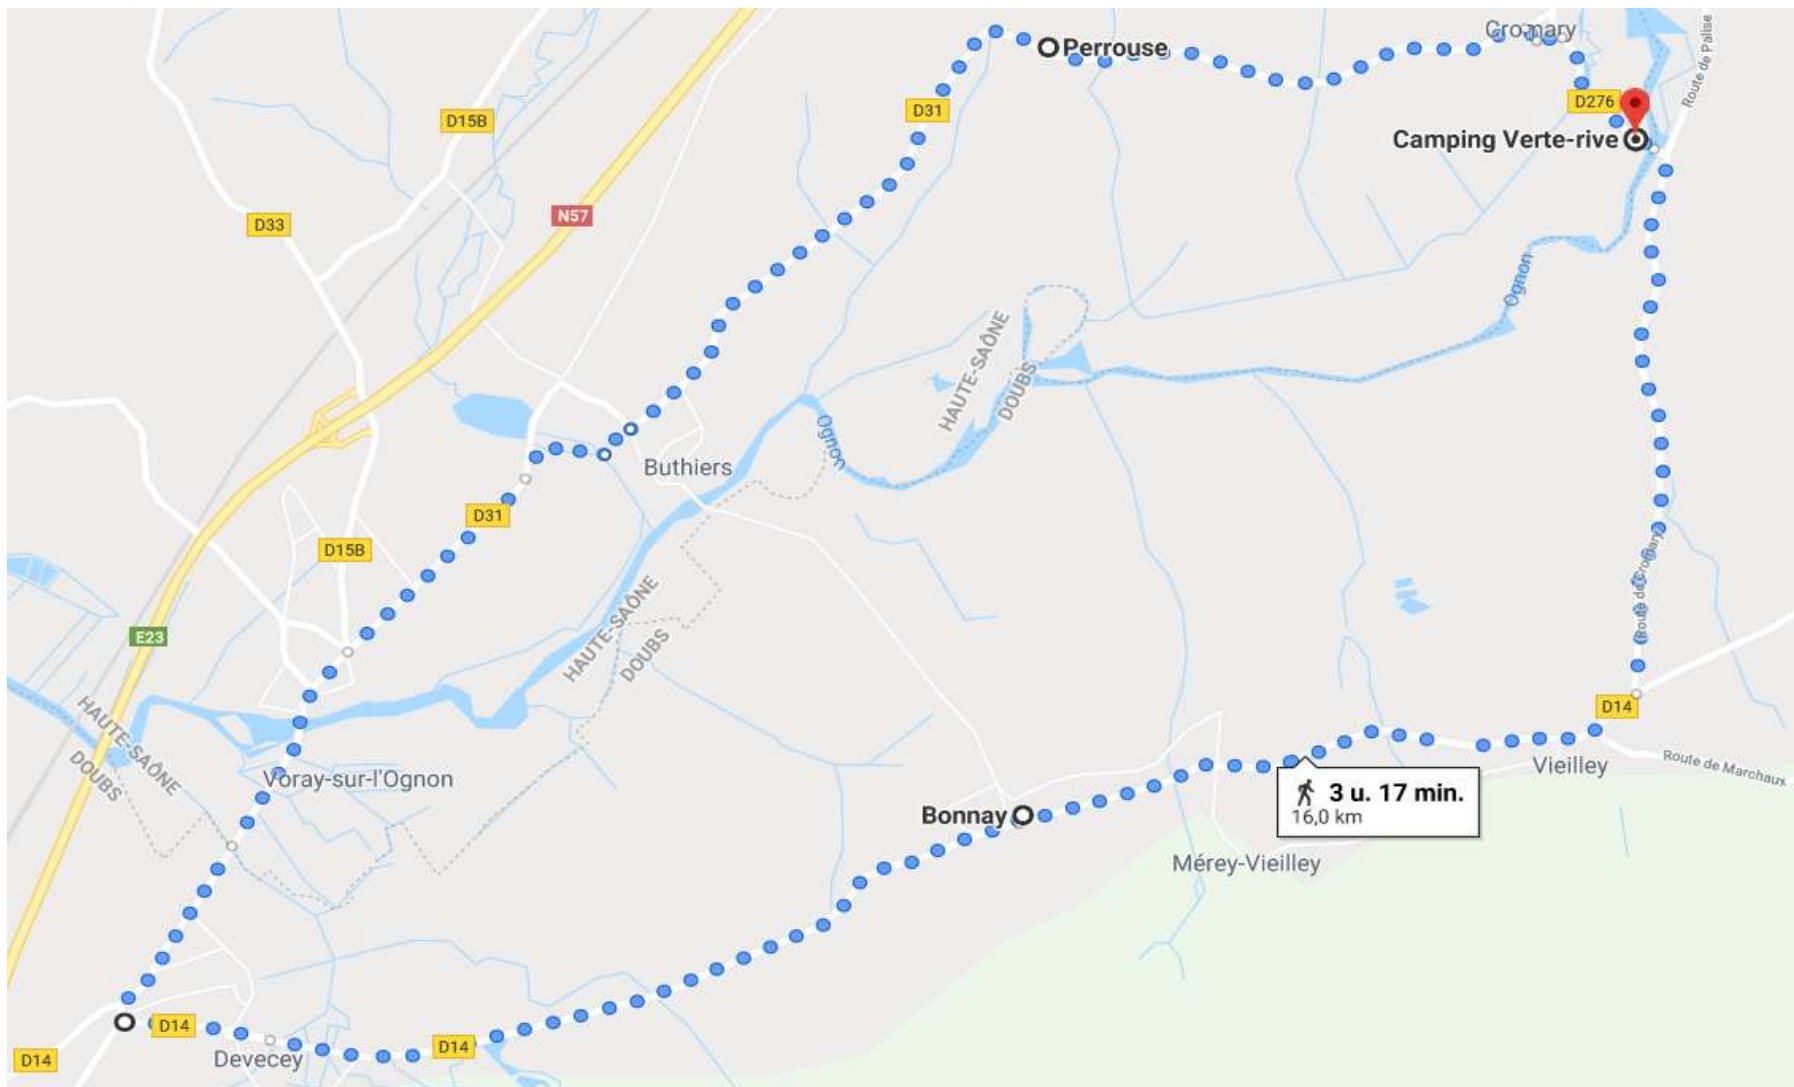 Cromary
Perrouse
Route de Palise
D276
D31
D15B
Camping Verte-rive
N57
D33
Ognon
HAUTE-SAÔNE
DOUBS
Ognon
Buthiers
D31
D15B
Route de Cromary
HAUTE-SAÔNE
DOUBS
E23
HAUTE-SAÔNE
DOUBS
D14
Route de Marchaux
Vieilley
Voray-sur-l'Ognon
3 u. 17 min.
16,0 km
Bonnay
Mérey-Vieilley
D14
D14
Devecey
D14